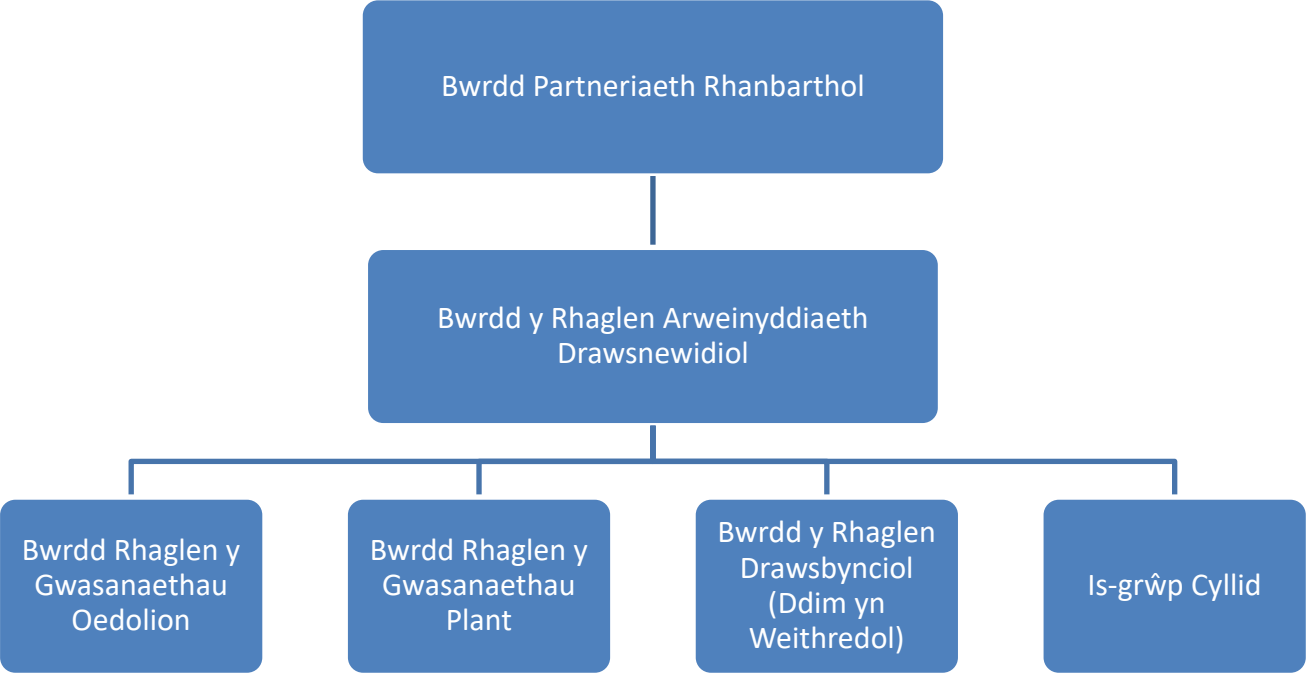 Bwrdd Partneriaeth Rhanbarthol
Bwrdd y Rhaglen Arweinyddiaeth
Drawsnewidiol
Bwrdd Rhaglen y
Gwasanaethau
Oedolion
Bwrdd Rhaglen y
Gwasanaethau
Plant
Bwrdd y Rhaglen
Drawsbynciol
(Ddim yn
Weithredol)
Is-grŵp Cyllid